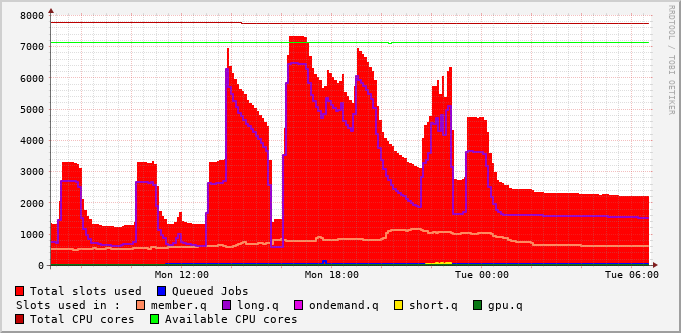 RRDTOOL / TOBI OETIKER
8000
7000
6000
5000
4000
3000
2000
1000
0
Mon 12:00 Mon 18:00 Tue 00:00 Tue 06:00
Total slots used Queued Jobs
Slots used in : member.q long.q ondemand.q short.q gpu.q
Total CPU cores Available CPU cores